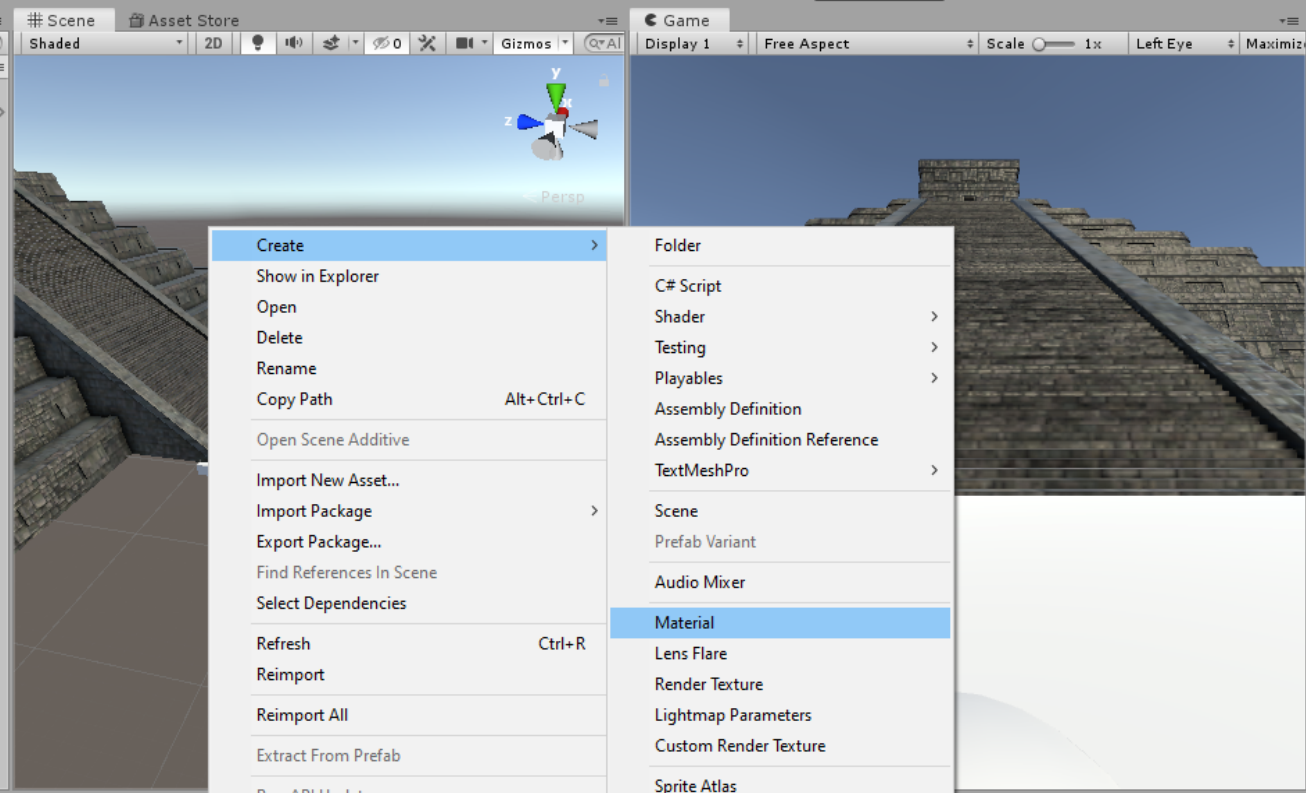 Scene Asset Store
Game
Shaded 2D 0 Gizmos All
Display 1 Free Aspect Scale 1x Left Eye Maximiz
y
x
z
Persp
Create
Show in Explorer
Open
Delete
Rename
Copy Path Alt+Ctrl+C
Open Scene Additive
Import New Asset...
Import Package
Export Package...
Find References In Scene
Select Dependencies
Refresh Ctrl+R
Reimport
Reimport All
Extract From Prefab
Folder
C# Script
Shader
Testing
Playables
Assembly Definition
Assembly Definition Reference
TextMeshPro
Scene
Prefab Variant
Audio Mixer
Material
Lens Flare
Render Texture
Lightmap Parameters
Custom Render Texture
Sprite Atlas